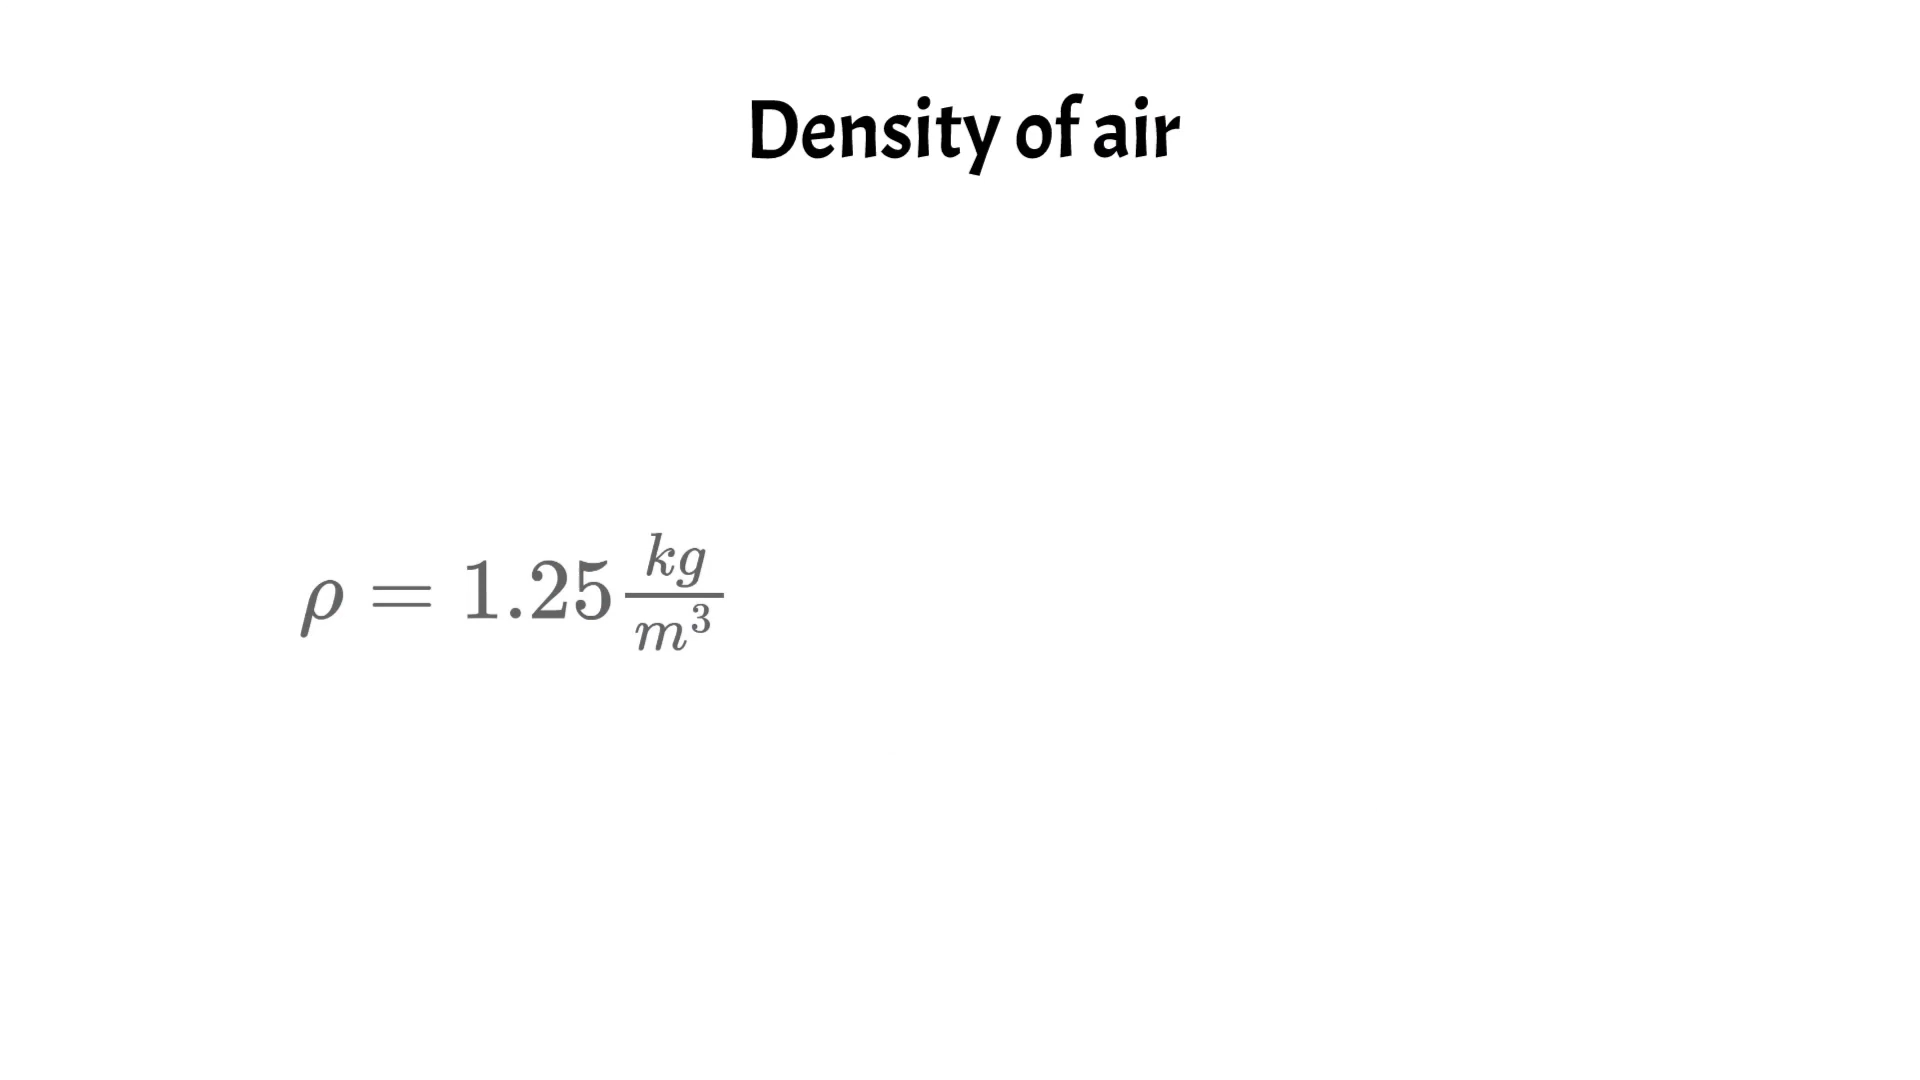 Density of air
ρ = 1.25 kg/m³